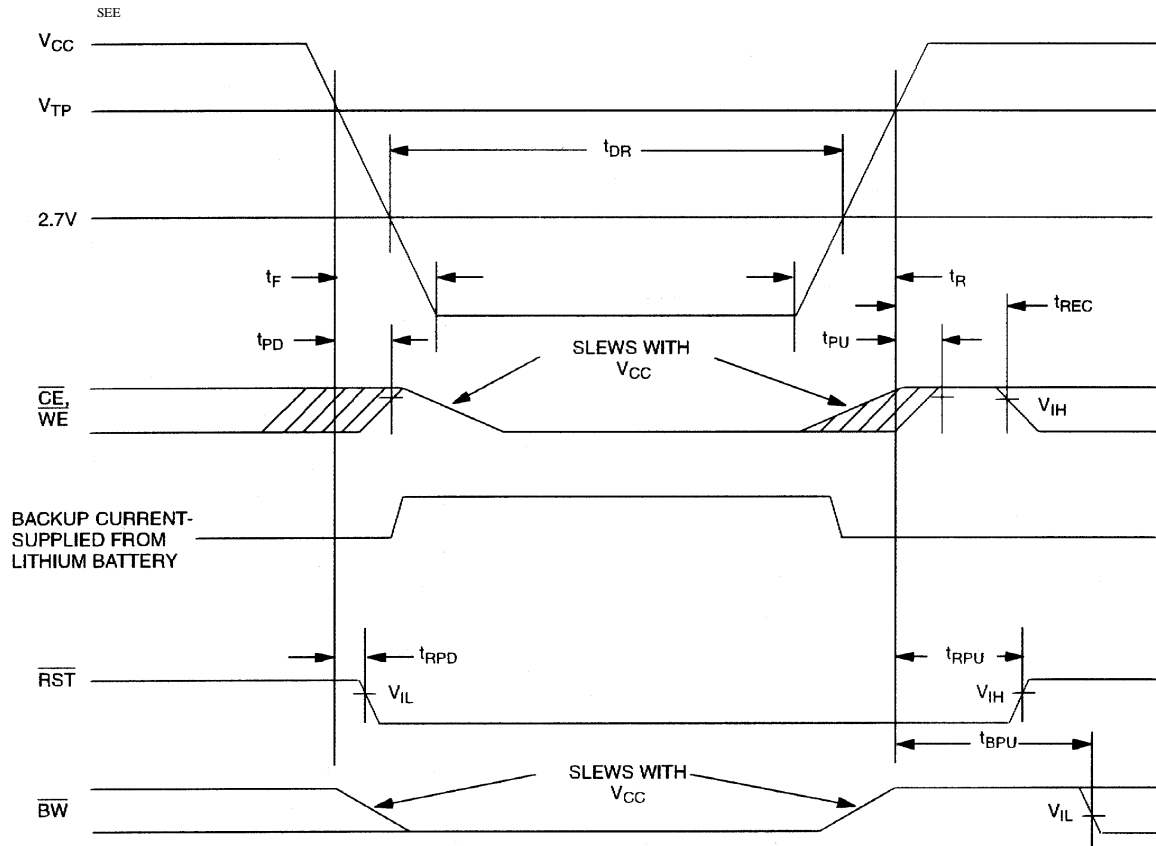 SEE
VCC
VTP
tDR
2.7V
tF
tR
tREC
tPD
tPU
SLEWS WITH
VCC
CE,
WE
VIH
BACKUP CURRENT-
SUPPLIED FROM
LITHIUM BATTERY
tRPD
tRPU
RST
VIL
VIH
tBPU
SLEWS WITH
VCC
BW
VIL